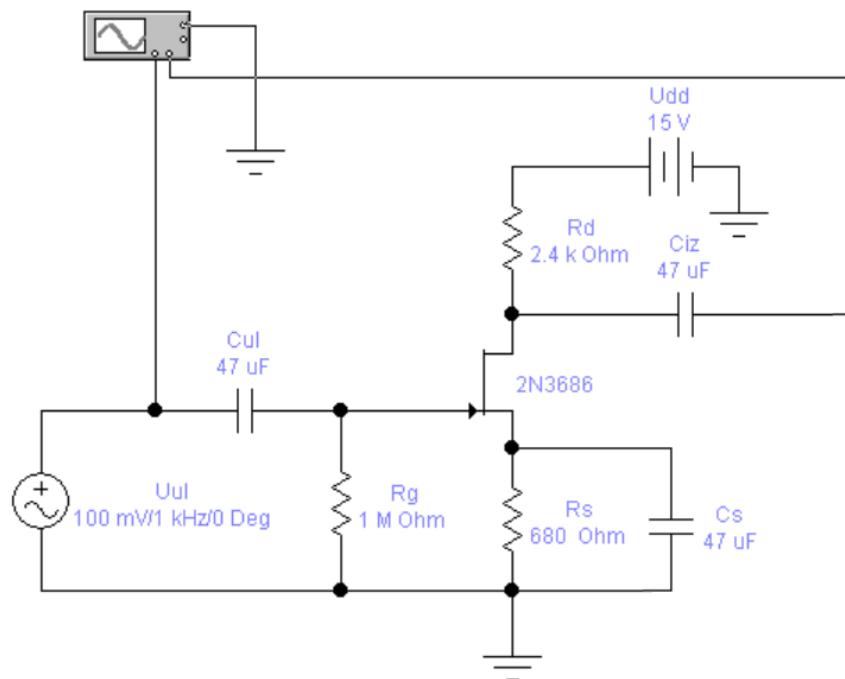 Udd
15 V
Rd
2.4 k Ohm
Ciz
47 uF
Cul
47 uF
2N3686
Uul
100 mV/1 kHz/0 Deg
Rg
1 M Ohm
Rs
680 Ohm
Cs
47 uF